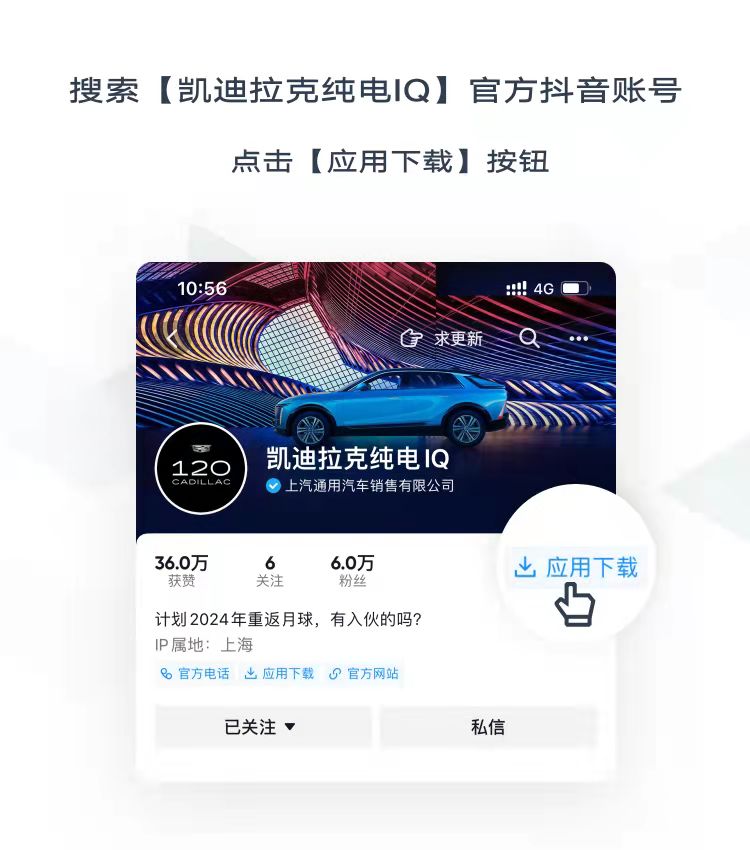 搜索【凯迪拉克纯电IQ】官方抖音账号
点击【应用下载】按钮
10:56
4G
求更新
120
CADILLAC
凯迪拉克纯电IQ
上汽通用汽车销售有限公司
36.0万 6 6.0万
获赞 关注 粉丝
应用下载
计划2024年重返月球，有入伙的吗?
IP属地：上海
官方电话 应用下载 官方网站
已关注 私信